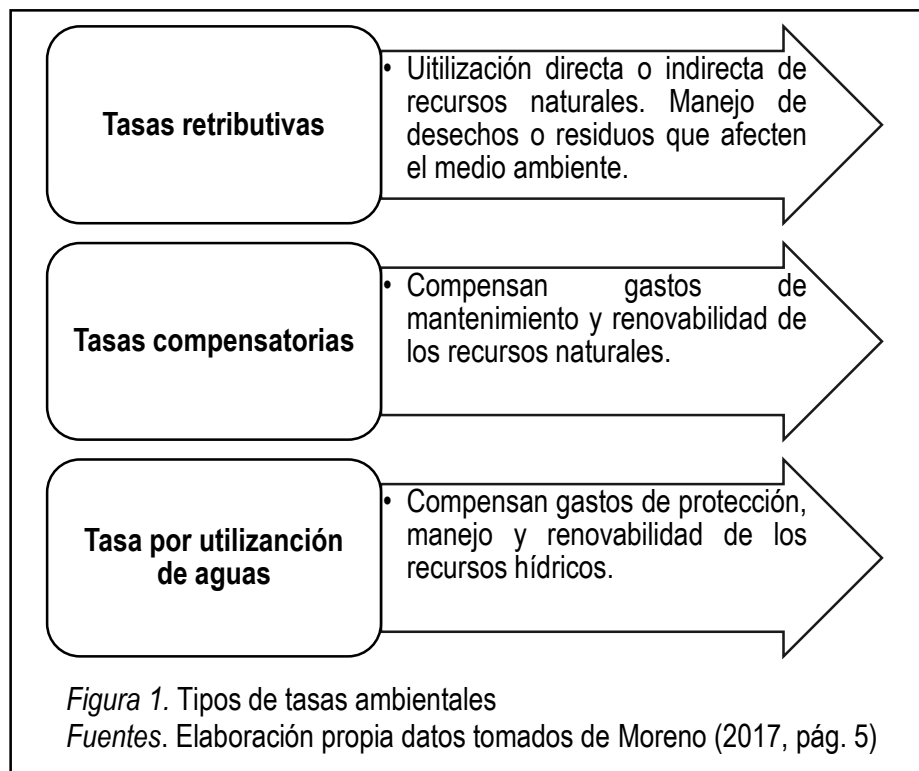 Tasas retributivas
• Uitilización directa o indirecta de
recursos naturales. Manejo de
desechos o residuos que afecten
el medio ambiente.
Tasas compensatorias
• Compensan gastos de
mantenimiento y renovabilidad de
los recursos naturales.
Tasa por utilizanción
de aguas
• Compensan gastos de protección,
manejo y renovabilidad de los
recursos hídricos.
Figura 1. Tipos de tasas ambientales
Fuentes. Elaboración propia datos tomados de Moreno (2017, pág. 5)